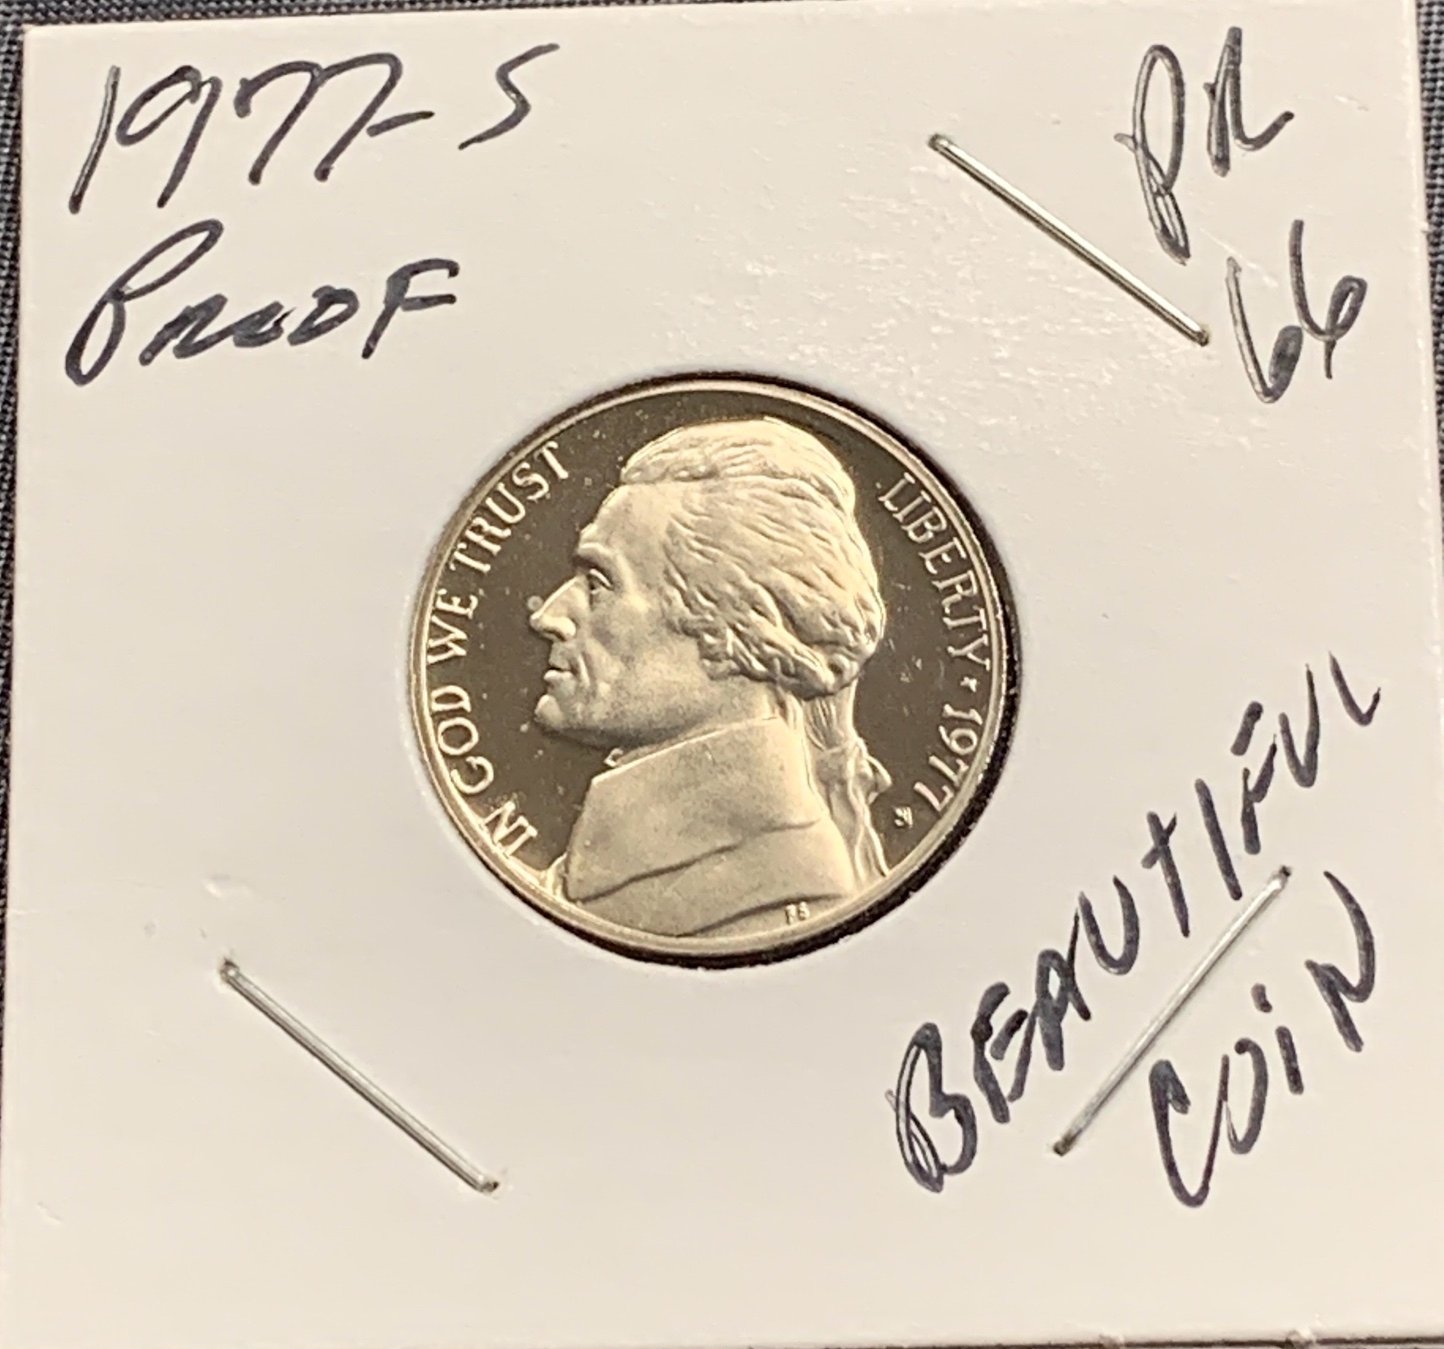 1977-S
PROOF
PR
66
IN GOD WE TRUST
LIBERTY ★ 1977
S
FS
BEAUTIFUL
COIN